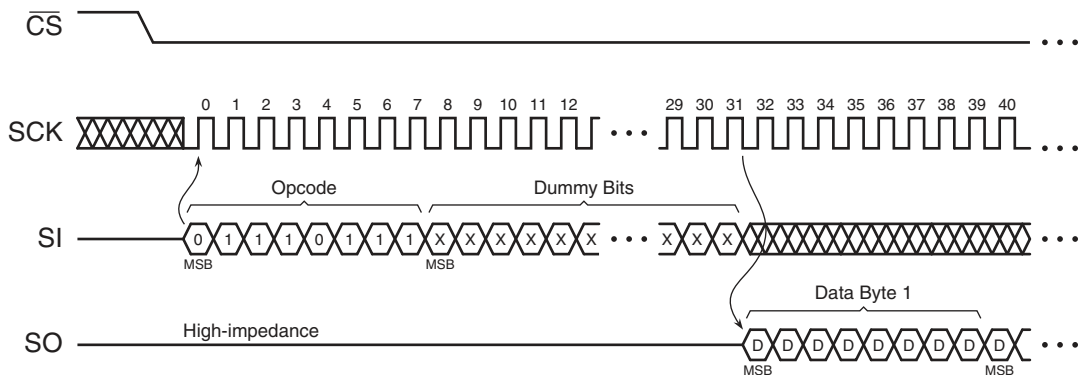 CS
0 1 2 3 4 5 6 7 8 9 10 11 12 29 30 31 32 33 34 35 36 37 38 39 40
SCK
Opcode Dummy Bits
SI 0 1 1 1 0 1 1 1 X X X X X X X X X
MSB MSB
Data Byte 1
High-impedance
SO D D D D D D D D D
MSB MSB